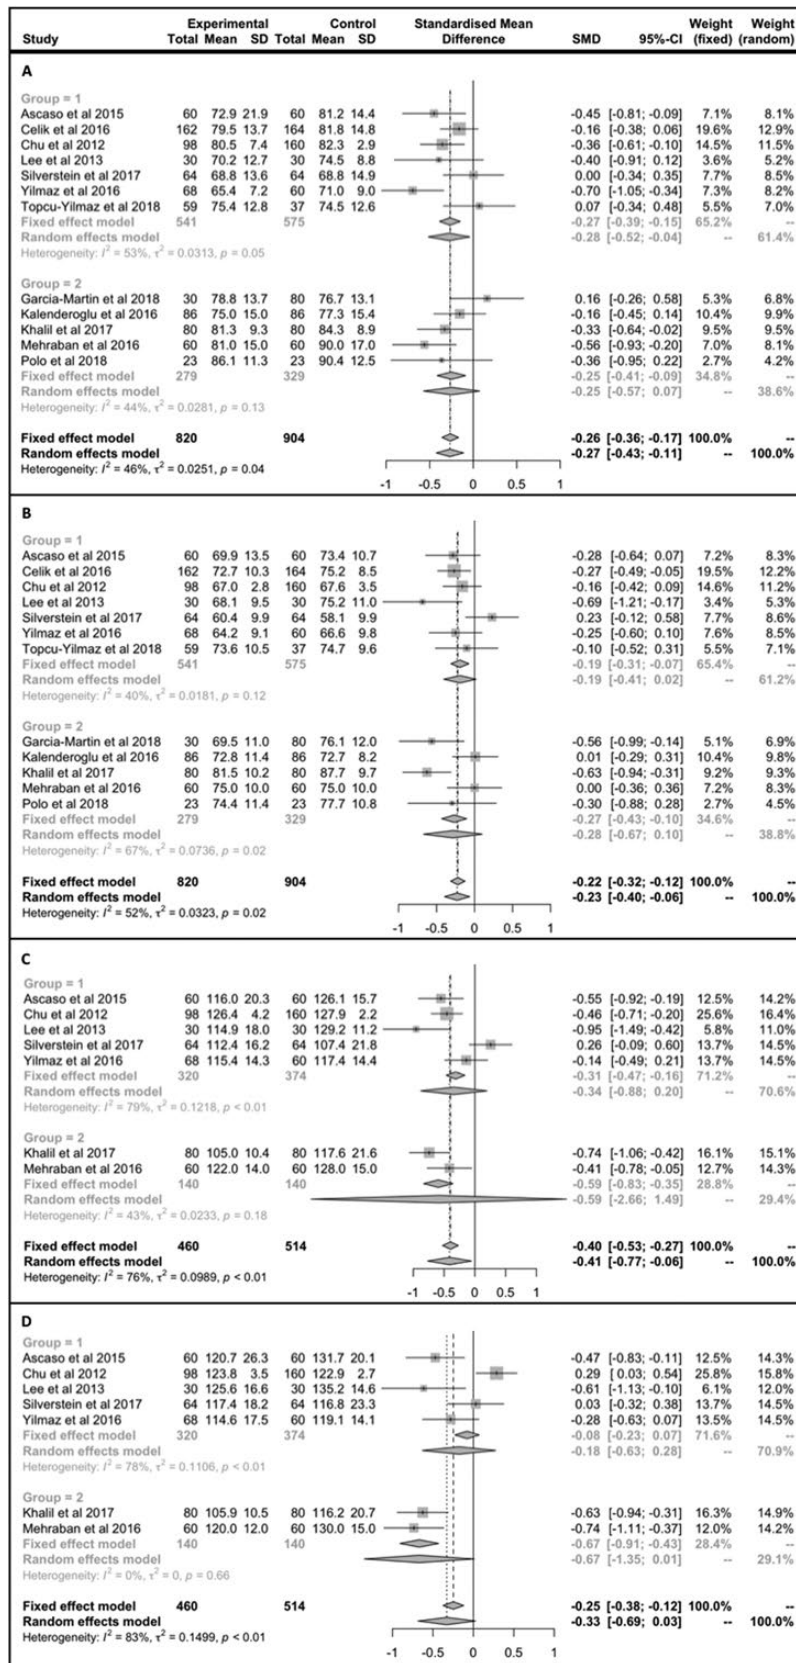 Experimental Control Standardised Mean Weight Weight
Study Total Mean SD Total Mean SD Difference SMD 95%-CI (fixed) (random)
A
Group = 1
Ascaso et al 2015 60 72.9 21.9 60 81.2 14.4 -0.45 [-0.81; -0.09] 7.1% 8.1%
Celik et al 2016 162 79.5 13.7 164 81.8 14.8 -0.16 [-0.38; 0.06] 19.6% 12.9%
Chu et al 2012 98 80.5 7.4 160 82.3 2.9 -0.36 [-0.61; -0.10] 14.5% 11.5%
Lee et al 2013 30 70.2 12.7 30 74.5 8.8 -0.40 [-0.91; 0.12] 3.6% 5.2%
Silverstein et al 2017 64 68.8 13.6 64 68.8 14.9 0.00 [-0.34; 0.35] 7.7% 8.5%
Yilmaz et al 2016 68 65.4 7.2 60 71.0 9.0 -0.70 [-1.05; -0.34] 7.3% 8.2%
Topcu-Yilmaz et al 2018 59 75.4 12.8 37 74.5 12.6 0.07 [-0.34; 0.48] 5.5% 7.0%
Fixed effect model 541 575 -0.27 [-0.39; -0.15] 65.2% --
Random effects model -0.28 [-0.52; -0.04] -- 61.4%
Heterogeneity: I² = 53%, τ² = 0.0313, p = 0.05
Group = 2
Garcia-Martin et al 2018 30 78.8 13.7 80 76.7 13.1 0.16 [-0.26; 0.58] 5.3% 6.8%
Kalenderoglu et al 2016 86 75.0 15.0 86 77.3 15.4 -0.16 [-0.45; 0.14] 10.4% 9.9%
Khalil et al 2017 80 81.3 9.3 80 84.3 8.9 -0.33 [-0.64; -0.02] 9.5% 9.5%
Mehraban et al 2016 60 81.0 15.0 60 90.0 17.0 -0.56 [-0.93; -0.20] 7.0% 8.1%
Polo et al 2018 23 86.1 11.3 23 90.4 12.5 -0.36 [-0.95; 0.22] 2.7% 4.2%
Fixed effect model 279 329 -0.25 [-0.41; -0.09] 34.8% --
Random effects model -0.25 [-0.57; 0.07] -- 38.6%
Heterogeneity: I² = 44%, τ² = 0.0281, p = 0.13
Fixed effect model 820 904 -0.26 [-0.36; -0.17] 100.0% --
Random effects model -0.27 [-0.43; -0.11] -- 100.0%
Heterogeneity: I² = 46%, τ² = 0.0251, p = 0.04
-1 -0.5 0 0.5 1
B
Group = 1
Ascaso et al 2015 60 69.9 13.5 60 73.4 10.7 -0.28 [-0.64; 0.07] 7.2% 8.3%
Celik et al 2016 162 72.7 10.3 164 75.2 8.5 -0.27 [-0.49; -0.05] 19.5% 12.2%
Chu et al 2012 98 67.0 2.8 160 67.6 3.5 -0.16 [-0.42; 0.09] 14.6% 11.2%
Lee et al 2013 30 68.1 9.5 30 75.2 11.0 -0.69 [-1.21; -0.17] 3.4% 5.3%
Silverstein et al 2017 64 60.4 9.9 64 58.1 9.9 0.23 [-0.12; 0.58] 7.7% 8.6%
Yilmaz et al 2016 68 64.2 9.1 60 66.6 9.8 -0.25 [-0.60; 0.10] 7.6% 8.5%
Topcu-Yilmaz et al 2018 59 73.6 10.5 37 74.7 9.6 -0.10 [-0.52; 0.31] 5.5% 7.1%
Fixed effect model 541 575 -0.19 [-0.31; -0.07] 65.4% --
Random effects model -0.19 [-0.41; 0.02] -- 61.2%
Heterogeneity: I² = 40%, τ² = 0.0181, p = 0.12
Group = 2
Garcia-Martin et al 2018 30 69.5 11.0 80 76.1 12.0 -0.56 [-0.99; -0.14] 5.1% 6.9%
Kalenderoglu et al 2016 86 72.8 11.4 86 72.7 8.2 0.01 [-0.29; 0.31] 10.4% 9.8%
Khalil et al 2017 80 81.5 10.2 80 87.7 9.7 -0.63 [-0.94; -0.31] 9.2% 9.3%
Mehraban et al 2016 60 75.0 10.0 60 75.0 10.0 0.00 [-0.36; 0.36] 7.2% 8.3%
Polo et al 2018 23 74.4 11.4 23 77.7 10.8 -0.30 [-0.88; 0.28] 2.7% 4.5%
Fixed effect model 279 329 -0.27 [-0.43; -0.10] 34.6% --
Random effects model -0.28 [-0.67; 0.10] -- 38.8%
Heterogeneity: I² = 67%, τ² = 0.0736, p = 0.02
Fixed effect model 820 904 -0.22 [-0.32; -0.12] 100.0% --
Random effects model -0.23 [-0.40; -0.06] -- 100.0%
Heterogeneity: I² = 52%, τ² = 0.0323, p = 0.02
-1 -0.5 0 0.5 1
C
Group = 1
Ascaso et al 2015 60 116.0 20.3 60 126.1 15.7 -0.55 [-0.92; -0.19] 12.5% 14.2%
Chu et al 2012 98 126.4 4.2 160 127.9 2.2 -0.46 [-0.71; -0.20] 25.6% 16.4%
Lee et al 2013 30 114.9 18.0 30 129.2 11.2 -0.95 [-1.49; -0.42] 5.8% 11.0%
Silverstein et al 2017 64 112.4 16.2 64 107.4 21.8 0.26 [-0.09; 0.60] 13.7% 14.5%
Yilmaz et al 2016 68 115.4 14.3 60 117.4 14.4 -0.14 [-0.49; 0.21] 13.7% 14.5%
Fixed effect model 320 374 -0.31 [-0.47; -0.16] 71.2% --
Random effects model -0.34 [-0.88; 0.20] -- 70.6%
Heterogeneity: I² = 79%, τ² = 0.1218, p < 0.01
Group = 2
Khalil et al 2017 80 105.0 10.4 80 117.6 21.6 -0.74 [-1.06; -0.42] 16.1% 15.1%
Mehraban et al 2016 60 122.0 14.0 60 128.0 15.0 -0.41 [-0.78; -0.05] 12.7% 14.3%
Fixed effect model 140 140 -0.59 [-0.83; -0.35] 28.8% --
Random effects model -0.59 [-2.66; 1.49] -- 29.4%
Heterogeneity: I² = 43%, τ² = 0.0233, p = 0.18
Fixed effect model 460 514 -0.40 [-0.53; -0.27] 100.0% --
Random effects model -0.41 [-0.77; -0.06] -- 100.0%
Heterogeneity: I² = 76%, τ² = 0.0989, p < 0.01
-1 -0.5 0 0.5 1
D
Group = 1
Ascaso et al 2015 60 120.7 26.3 60 131.7 20.1 -0.47 [-0.83; -0.11] 12.5% 14.3%
Chu et al 2012 98 123.8 3.5 160 122.9 2.7 0.29 [ 0.03; 0.54] 25.8% 15.8%
Lee et al 2013 30 125.6 16.6 30 135.2 14.6 -0.61 [-1.13; -0.10] 6.1% 12.0%
Silverstein et al 2017 64 117.4 18.2 64 116.8 23.3 0.03 [-0.32; 0.38] 13.7% 14.5%
Yilmaz et al 2016 68 114.6 17.5 60 119.1 14.1 -0.28 [-0.63; 0.07] 13.5% 14.5%
Fixed effect model 320 374 -0.08 [-0.23; 0.07] 71.6% --
Random effects model -0.18 [-0.63; 0.28] -- 70.9%
Heterogeneity: I² = 78%, τ² = 0.1106, p < 0.01
Group = 2
Khalil et al 2017 80 105.9 10.5 80 116.2 20.7 -0.63 [-0.94; -0.31] 16.3% 14.9%
Mehraban et al 2016 60 120.0 12.0 60 130.0 15.0 -0.74 [-1.11; -0.37] 12.0% 14.2%
Fixed effect model 140 140 -0.67 [-0.91; -0.43] 28.4% --
Random effects model -0.67 [-1.35; 0.01] -- 29.1%
Heterogeneity: I² = 0%, τ² = 0, p = 0.66
Fixed effect model 460 514 -0.25 [-0.38; -0.12] 100.0% --
Random effects model -0.33 [-0.69; 0.03] -- 100.0%
Heterogeneity: I² = 83%, τ² = 0.1499, p < 0.01
-1 -0.5 0 0.5 1